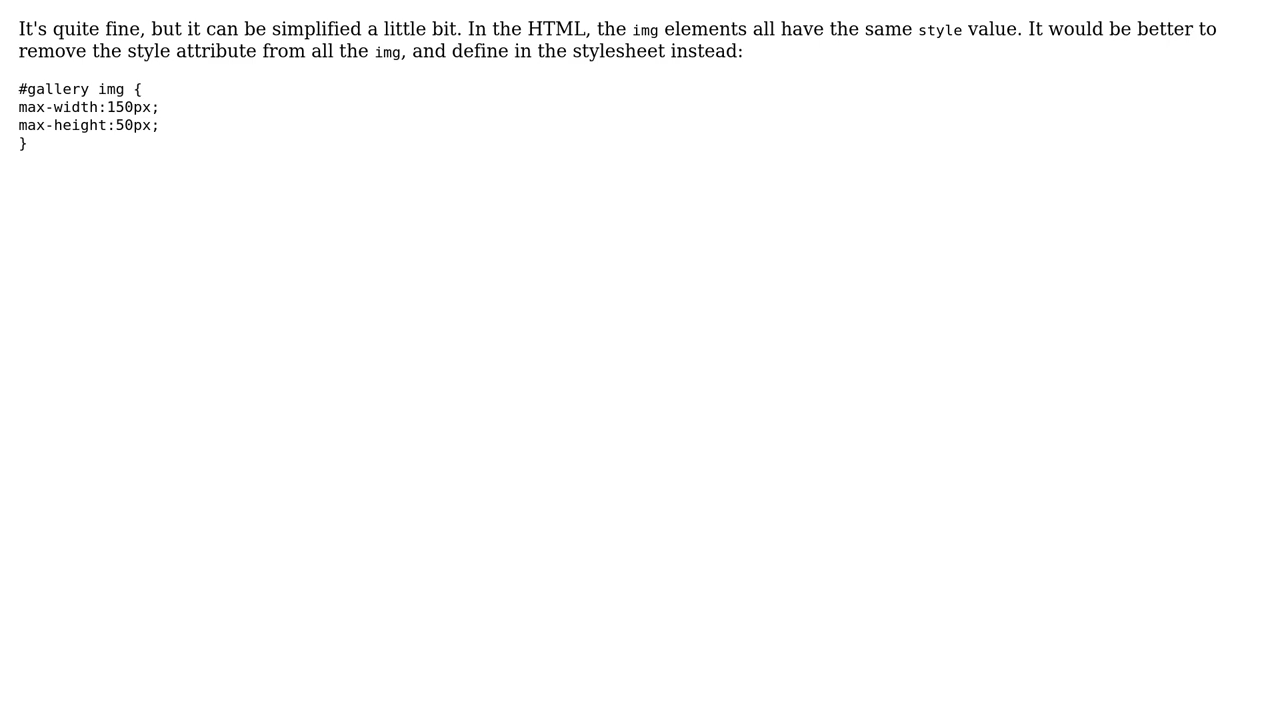 It's quite fine, but it can be simplified a little bit. In the HTML, the img elements all have the same style value. It would be better to
remove the style attribute from all the img, and define in the stylesheet instead:
#gallery img {
max-width:150px;
max-height:50px;
}